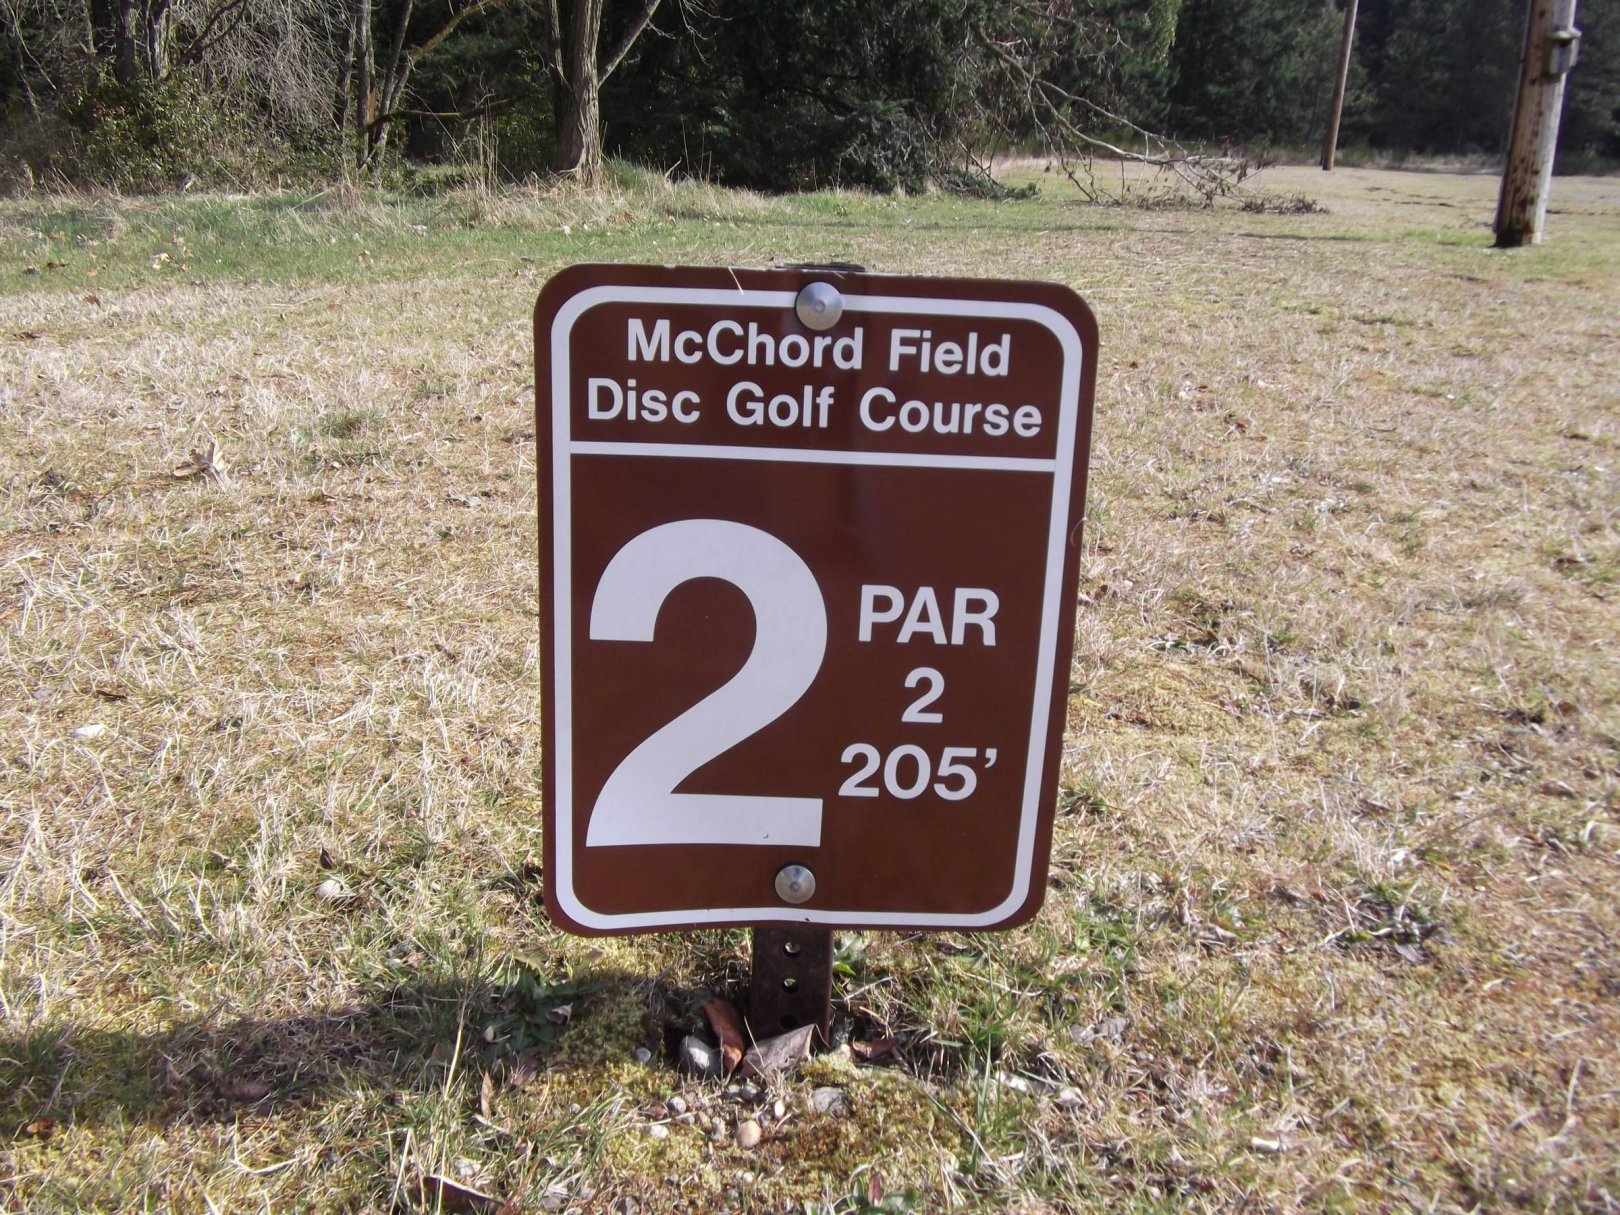 McChord Field
Disc Golf Course
2
PAR
2
205’